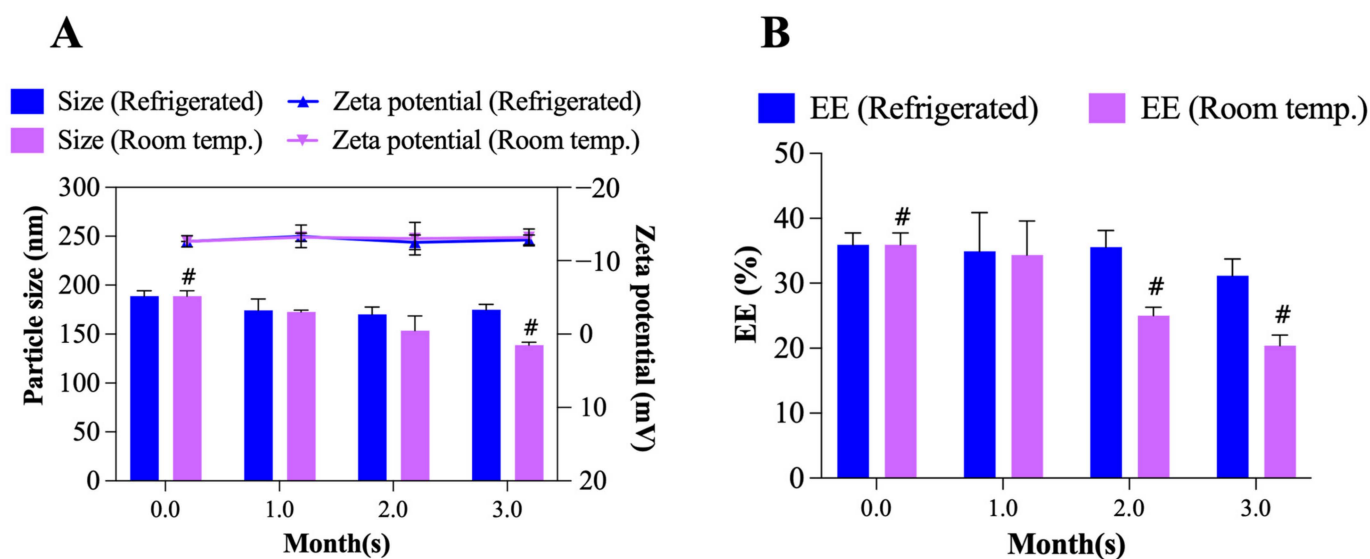 A
Size (Refrigerated) Zeta potential (Refrigerated)
Size (Room temp.) Zeta potential (Room temp.)
Particle size (nm)
300
250
200
150
100
50
0
# #
−20
−10
0
10
20
Zeta potential (mV)
0.0 1.0 2.0 3.0
Month(s)
B
EE (Refrigerated) EE (Room temp.)
EE (%)
50
40
30
20
10
0
# # #
0.0 1.0 2.0 3.0
Month(s)